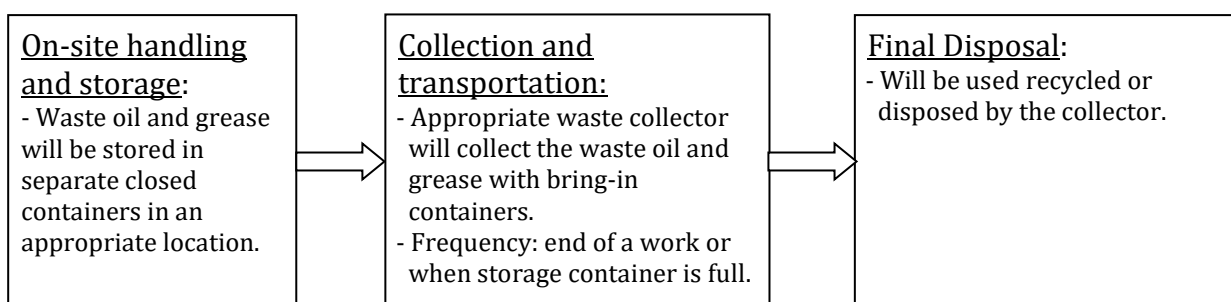 On-site handling
and storage:
- Waste oil and grease
will be stored in
separate closed
containers in an
appropriate location.
Collection and
transportation:
- Appropriate waste collector
will collect the waste oil and
grease with bring-in
containers.
- Frequency: end of a work or
when storage container is full.
Final Disposal:
- Will be used recycled or
disposed by the collector.